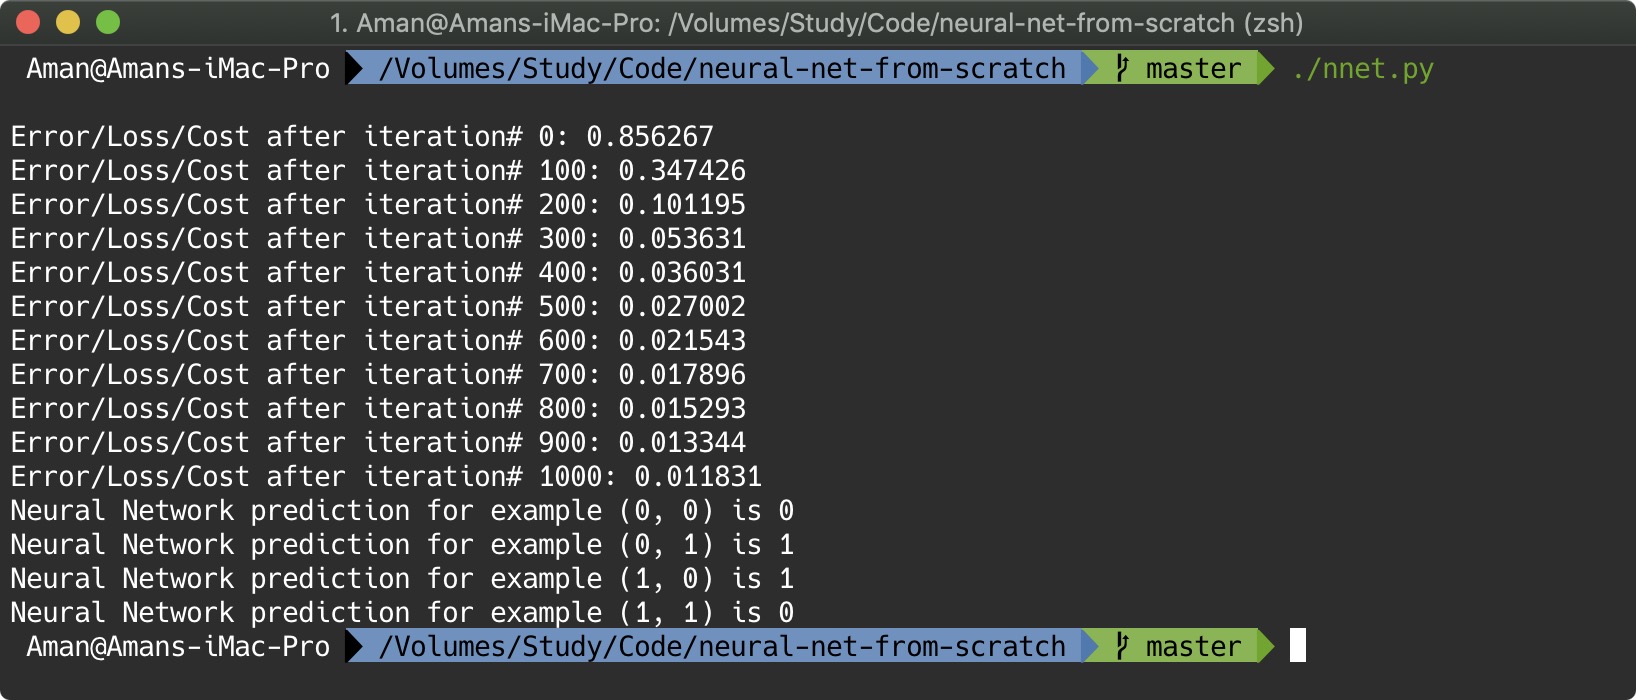 1. Aman@Amans-iMac-Pro: /Volumes/Study/Code/neural-net-from-scratch (zsh)
Aman@Amans-iMac-Pro /Volumes/Study/Code/neural-net-from-scratch master ./nnet.py
Error/Loss/Cost after iteration# 0: 0.856267
Error/Loss/Cost after iteration# 100: 0.347426
Error/Loss/Cost after iteration# 200: 0.101195
Error/Loss/Cost after iteration# 300: 0.053631
Error/Loss/Cost after iteration# 400: 0.036031
Error/Loss/Cost after iteration# 500: 0.027002
Error/Loss/Cost after iteration# 600: 0.021543
Error/Loss/Cost after iteration# 700: 0.017896
Error/Loss/Cost after iteration# 800: 0.015293
Error/Loss/Cost after iteration# 900: 0.013344
Error/Loss/Cost after iteration# 1000: 0.011831
Neural Network prediction for example (0, 0) is 0
Neural Network prediction for example (0, 1) is 1
Neural Network prediction for example (1, 0) is 1
Neural Network prediction for example (1, 1) is 0
Aman@Amans-iMac-Pro /Volumes/Study/Code/neural-net-from-scratch master